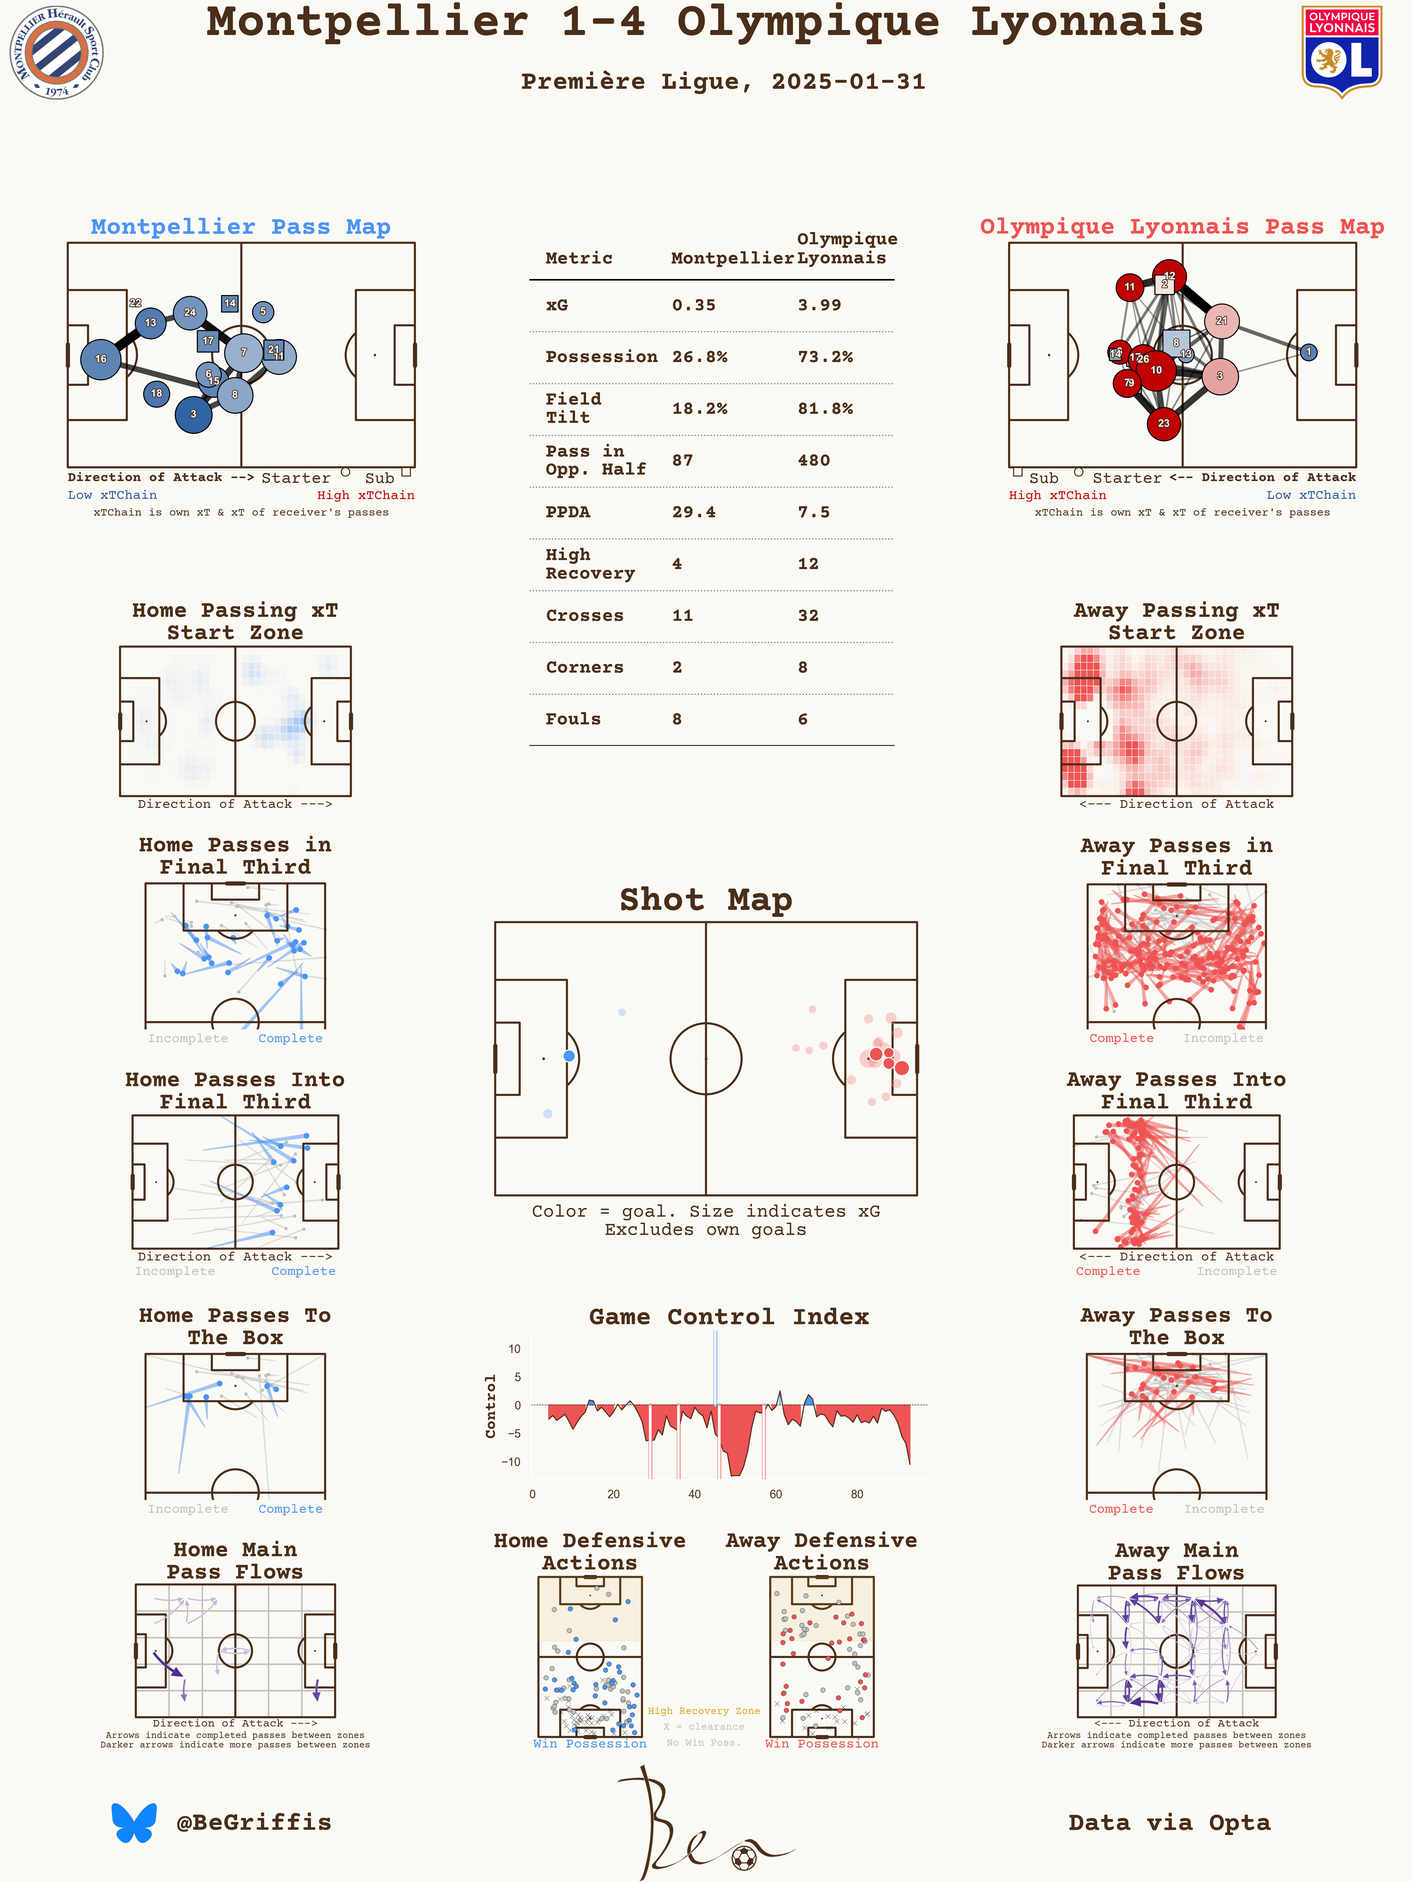 Montpellier 1–4 Olympique Lyonnais
Première Ligue, 2025-01-31
MONTPELLIER Hérault Sport Club
1974
OLYMPIQUE
LYONNAIS
OL
Montpellier Pass Map
22
14
5
24
13
17
16
7
21
11
6
15
18
8
3
Direction of Attack --> Starter Sub
Low xTChain High xTChain
xTChain is own xT & xT of receiver's passes
Metric Montpellier Olympique Lyonnais
xG 0.35 3.99
Possession 26.8% 73.2%
Field
Tilt 18.2% 81.8%
Pass in
Opp. Half 87 480
PPDA 29.4 7.5
High
Recovery 4 12
Crosses 11 32
Corners 2 8
Fouls 8 6
Olympique Lyonnais Pass Map
12
11
2
21
8
14
13
1
26
10
3
79
23
Sub Starter <-- Direction of Attack
High xTChain Low xTChain
xTChain is own xT & xT of receiver's passes
Home Passing xT
Start Zone
Direction of Attack --->
Away Passing xT
Start Zone
<--- Direction of Attack
Home Passes in
Final Third
Incomplete Complete
Away Passes in
Final Third
Complete Incomplete
Shot Map
Color = goal. Size indicates xG
Excludes own goals
Home Passes Into
Final Third
Direction of Attack --->
Incomplete Complete
Away Passes Into
Final Third
<--- Direction of Attack
Complete Incomplete
Home Passes To
The Box
Incomplete Complete
Game Control Index
Control
10
5
0
−5
−10
0 20 40 60 80
Away Passes To
The Box
Complete Incomplete
Home Main
Pass Flows
Direction of Attack --->
Arrows indicate completed passes between zones
Darker arrows indicate more passes between zones
Home Defensive
Actions
Win Possession
High Recovery Zone
X = clearance
No Win Poss.
Away Defensive
Actions
Win Possession
Away Main
Pass Flows
<--- Direction of Attack
Arrows indicate completed passes between zones
Darker arrows indicate more passes between zones
@BeGriffis
Ben
Data via Opta